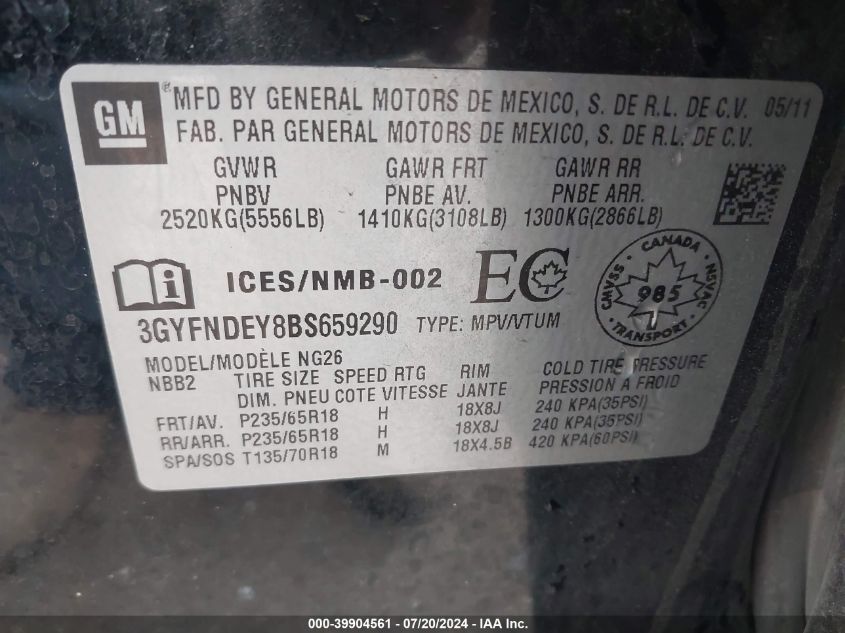 GM
® MFD BY GENERAL MOTORS DE MEXICO, S. DE R.L. DE C.V. 05/11
FAB. PAR GENERAL MOTORS DE MEXICO, S. DE R.L. DE C.V.
GVWR GAWR FRT GAWR RR
PNBV PNBE AV. PNBE ARR.
2520KG(5556LB) 1410KG(3108LB) 1300KG(2866LB)
i ICES/NMB-002 EC
CANADA
CMVSS 985 NSVAC
TRANSPORT
3GYFNDEY8BS659290 TYPE: MPV/VTUM
MODEL/MODÈLE NG26
NBB2 TIRE SIZE SPEED RTG RIM COLD TIRE PRESSURE
DIM. PNEU COTE VITESSE JANTE PRESSION A FROID
FRT/AV. P235/65R18 H 18X8J 240 KPA(35PSI)
RR/ARR. P235/65R18 H 18X8J 240 KPA(35PSI)
SPA/SOS T135/70R18 M 18X4.5B 420 KPA(60PSI)
000-39904561 - 07/20/2024 - IAA Inc.